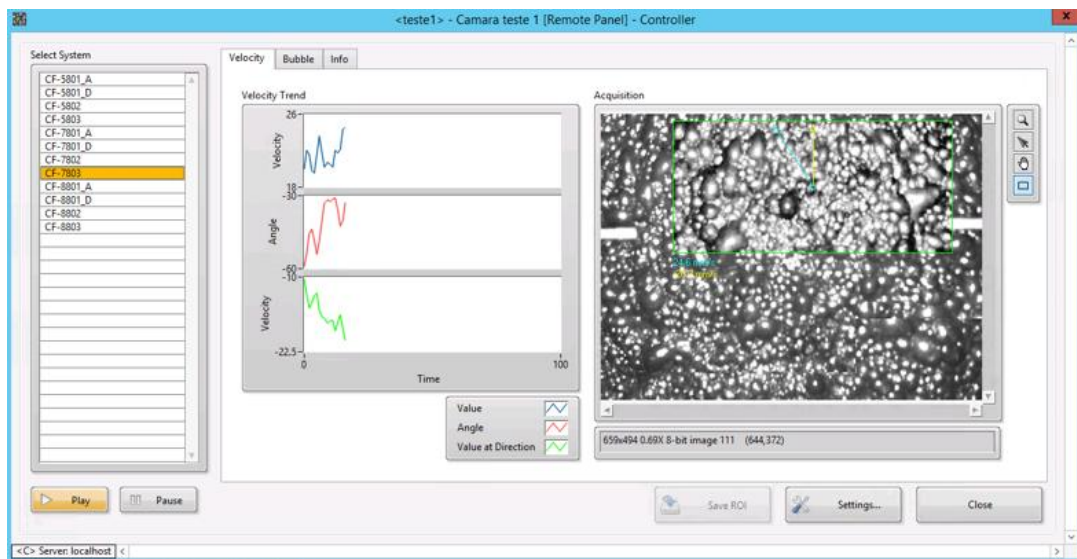 <teste1> - Camara teste 1 [Remote Panel] - Controller
Select System
CF-5801_A
CF-5801_D
CF-5802
CF-5803
CF-7801_A
CF-7801_D
CF-7802
CF-7803
CF-8801_A
CF-8801_D
CF-8802
CF-8803
Play
Pause
Velocity
Bubble
Info
Velocity Trend
26
Velocity
18
-30
Angle
-60
-10
Velocity
-22.5
0
100
Time
Value
Angle
Value at Direction
Acquisition
659x494 0.69X 8-bit image 111 (644,372)
Save ROI
Settings...
Close
<C> Server: localhost